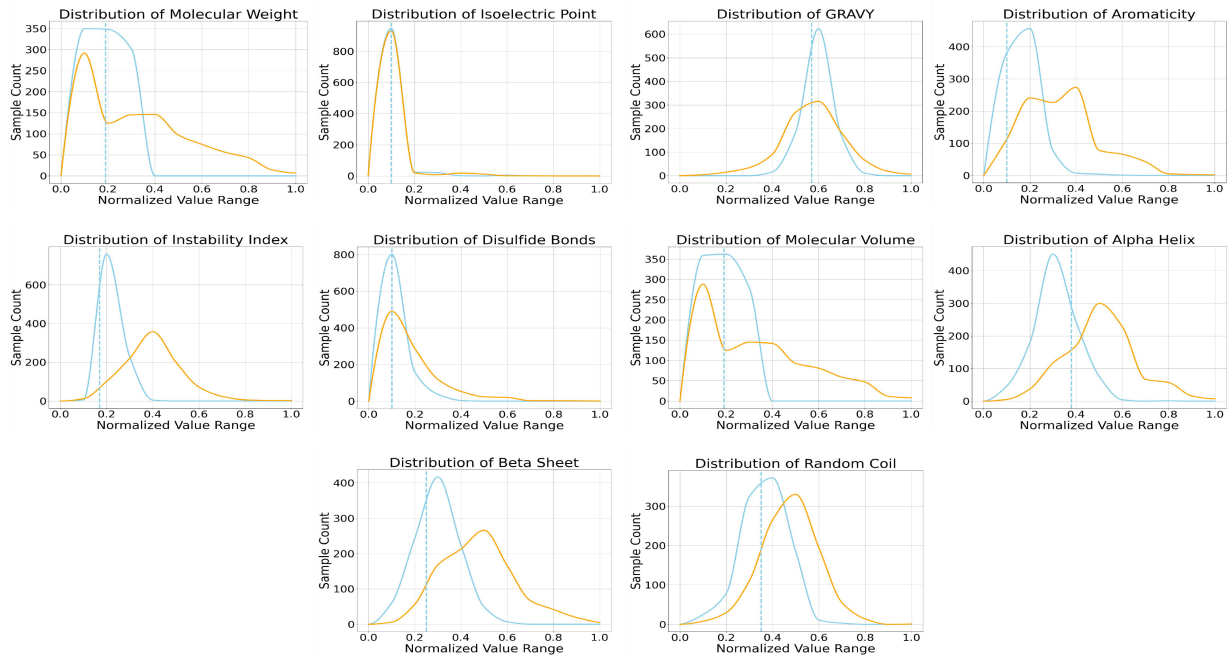 Distribution of Molecular Weight
Sample Count
350
300
250
200
150
100
50
0
0.0 0.2 0.4 0.6 0.8 1.0
Normalized Value Range
Distribution of Isoelectric Point
Sample Count
800
600
400
200
0
0.0 0.2 0.4 0.6 0.8 1.0
Normalized Value Range
Distribution of GRAVY
Sample Count
600
500
400
300
200
100
0
0.0 0.2 0.4 0.6 0.8 1.0
Normalized Value Range
Distribution of Aromaticity
Sample Count
400
300
200
100
0
0.0 0.2 0.4 0.6 0.8 1.0
Normalized Value Range
Distribution of Instability Index
Sample Count
600
400
200
0
0.0 0.2 0.4 0.6 0.8 1.0
Normalized Value Range
Distribution of Disulfide Bonds
Sample Count
800
600
400
200
0
0.0 0.2 0.4 0.6 0.8 1.0
Normalized Value Range
Distribution of Molecular Volume
Sample Count
350
300
250
200
150
100
50
0
0.0 0.2 0.4 0.6 0.8 1.0
Normalized Value Range
Distribution of Alpha Helix
Sample Count
400
300
200
100
0
0.0 0.2 0.4 0.6 0.8 1.0
Normalized Value Range
Distribution of Beta Sheet
Sample Count
400
300
200
100
0
0.0 0.2 0.4 0.6 0.8 1.0
Normalized Value Range
Distribution of Random Coil
Sample Count
300
200
100
0
0.0 0.2 0.4 0.6 0.8 1.0
Normalized Value Range